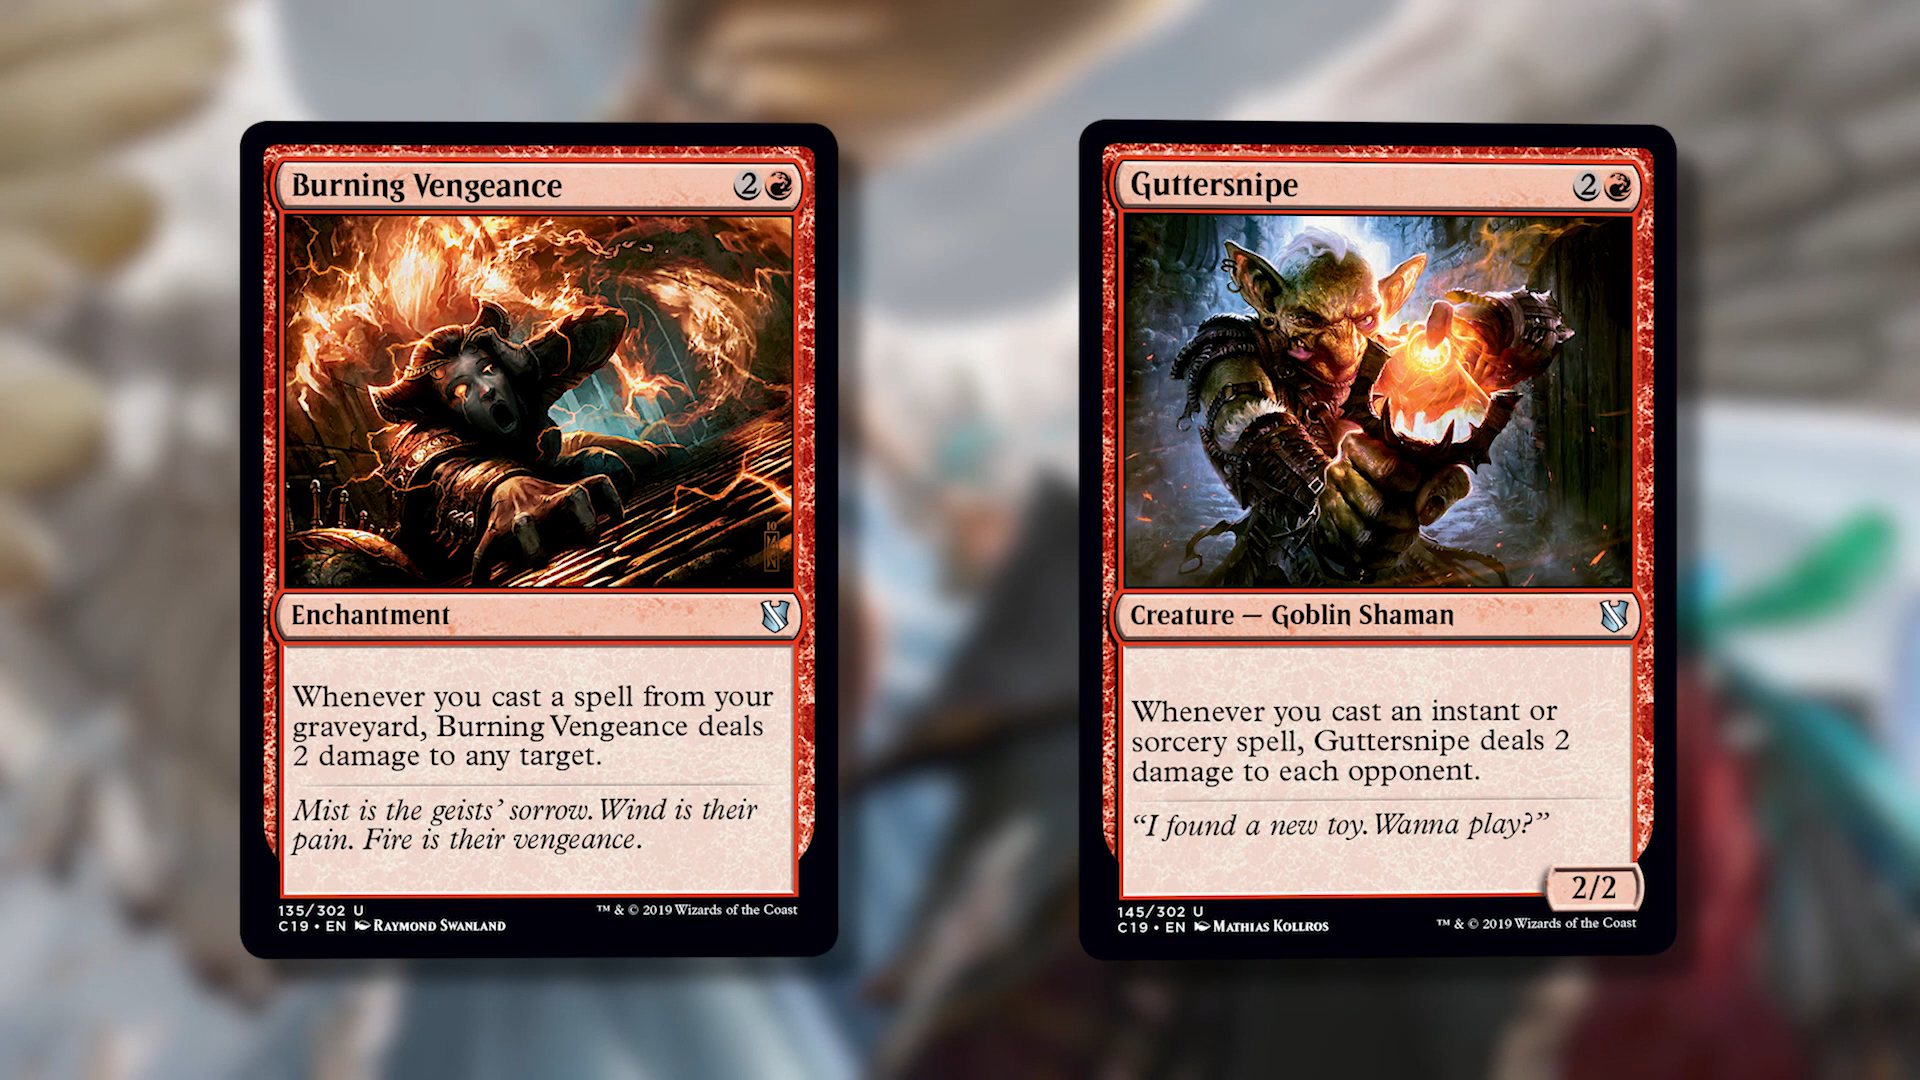 Burning Vengeance 2
Enchantment
Whenever you cast a spell from your
graveyard, Burning Vengeance deals
2 damage to any target.
Mist is the geists' sorrow. Wind is their
pain. Fire is their vengeance.
135/302 U
C19 • EN RAYMOND SWANLAND
™ & © 2019 Wizards of the Coast
Guttersnipe 2
Creature — Goblin Shaman
Whenever you cast an instant or
sorcery spell, Guttersnipe deals 2
damage to each opponent.
"I found a new toy. Wanna play?"
2/2
145/302 U
C19 • EN MATHIAS KOLLROS
™ & © 2019 Wizards of the Coast